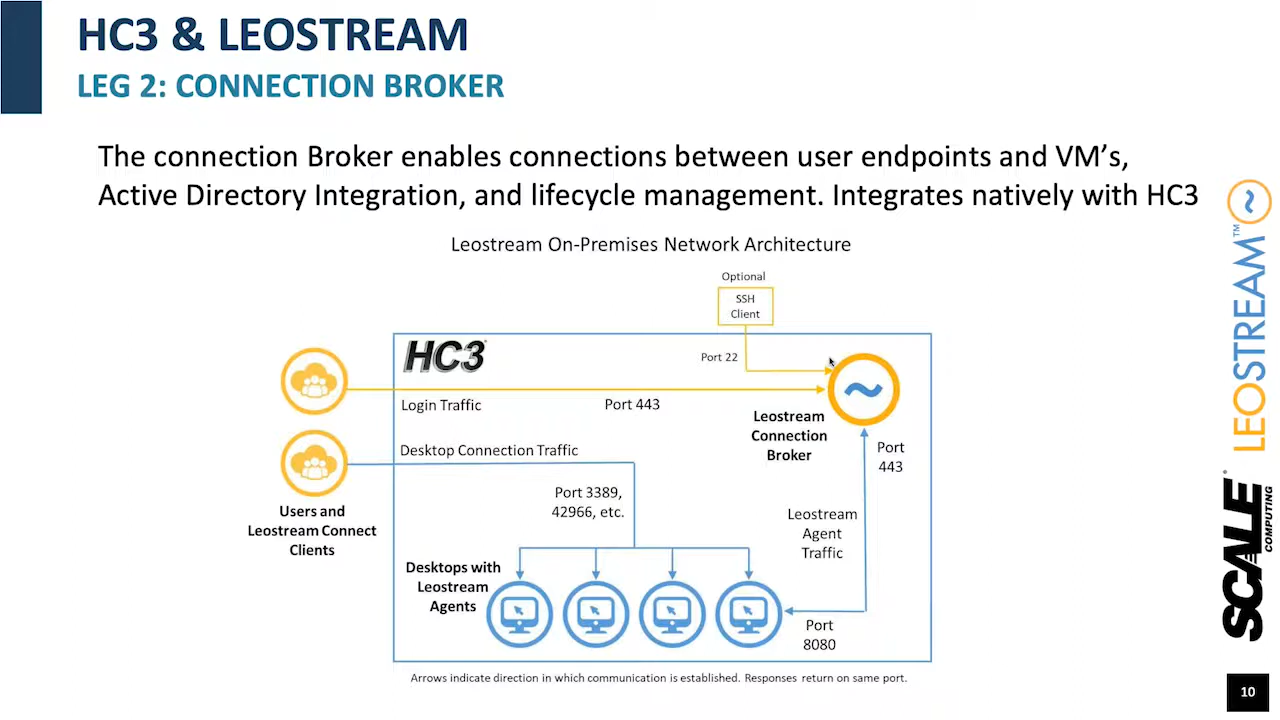 HC3 & LEOSTREAM
LEG 2: CONNECTION BROKER
The connection Broker enables connections between user endpoints and VM's,
Active Directory Integration, and lifecycle management. Integrates natively with HC3
Leostream On-Premises Network Architecture
Optional
SSH
Client
HC3
Port 22
Login Traffic
Port 443
Leostream
Connection
Broker
Desktop Connection Traffic
Port
443
Port 3389,
42966, etc.
Users and
Leostream Connect
Clients
Leostream
Agent
Traffic
Desktops with
Leostream
Agents
Port
8080
Arrows indicate direction in which communication is established. Responses return on same port.
LEOSTREAM™
SCALE
COMPUTING
10